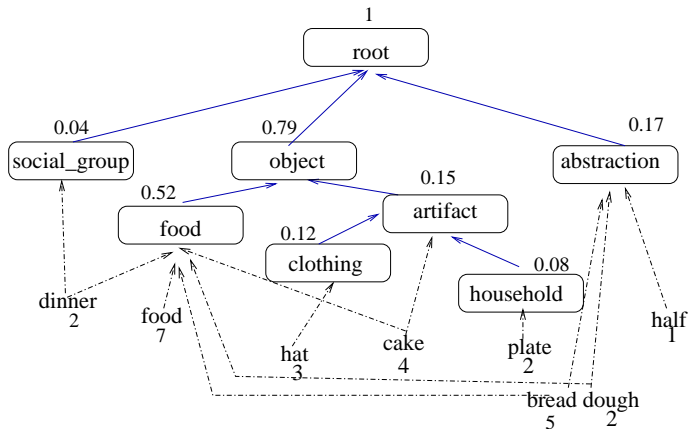 1
root
0.04
0.79
0.17
social_group
object
abstraction
0.52
0.15
food
artifact
0.12
clothing
0.08
household
dinner
2
food
7
hat
3
cake
4
plate
2
half
1
bread dough
5
2